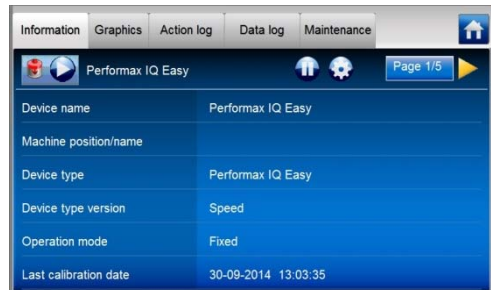 Information Graphics Action log Data log Maintenance
Performax IQ Easy Page 1/5
Device name Performax IQ Easy
Machine position/name
Device type Performax IQ Easy
Device type version Speed
Operation mode Fixed
Last calibration date 30-09-2014 13:03:35